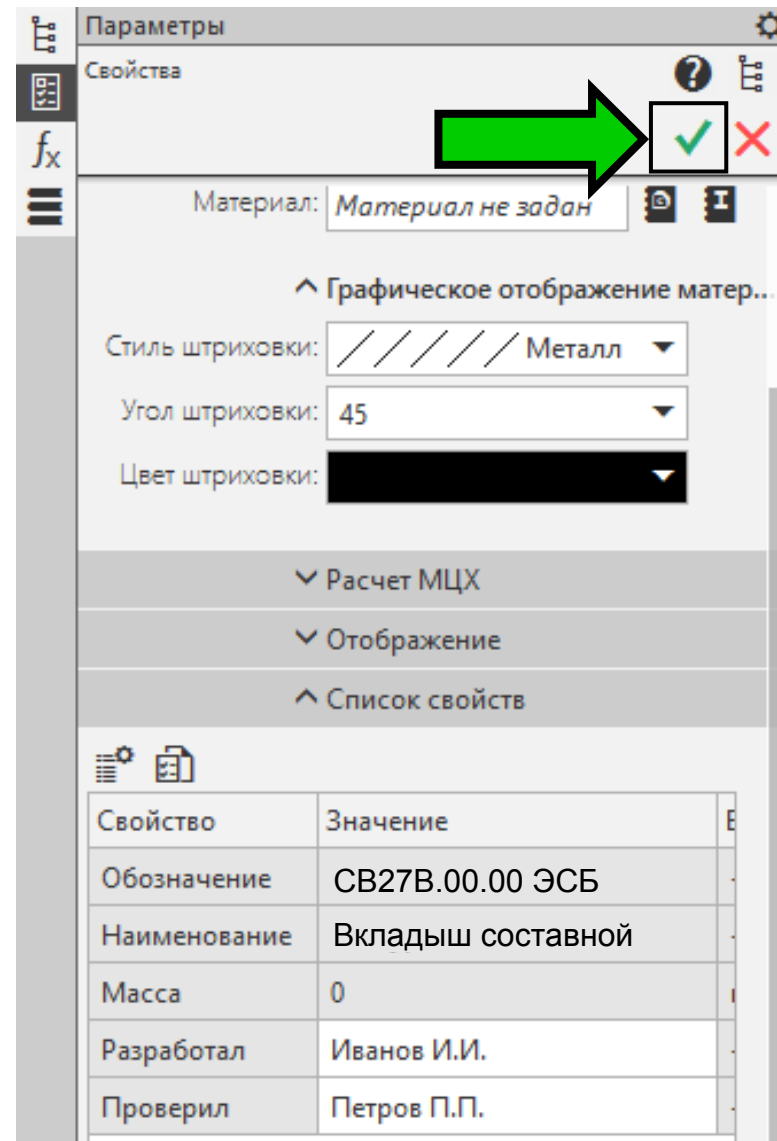 Параметры
Свойства
fx
Материал: Материал не задан
Графическое отображение матер...
Стиль штриховки: Металл
Угол штриховки: 45
Цвет штриховки:
Расчет МЦХ
Отображение
Список свойств
Свойство Значение
Обозначение СВ27В.00.00 ЭСБ
Наименование Вкладыш составной
Масса 0
Разработал Иванов И.И.
Проверил Петров П.П.